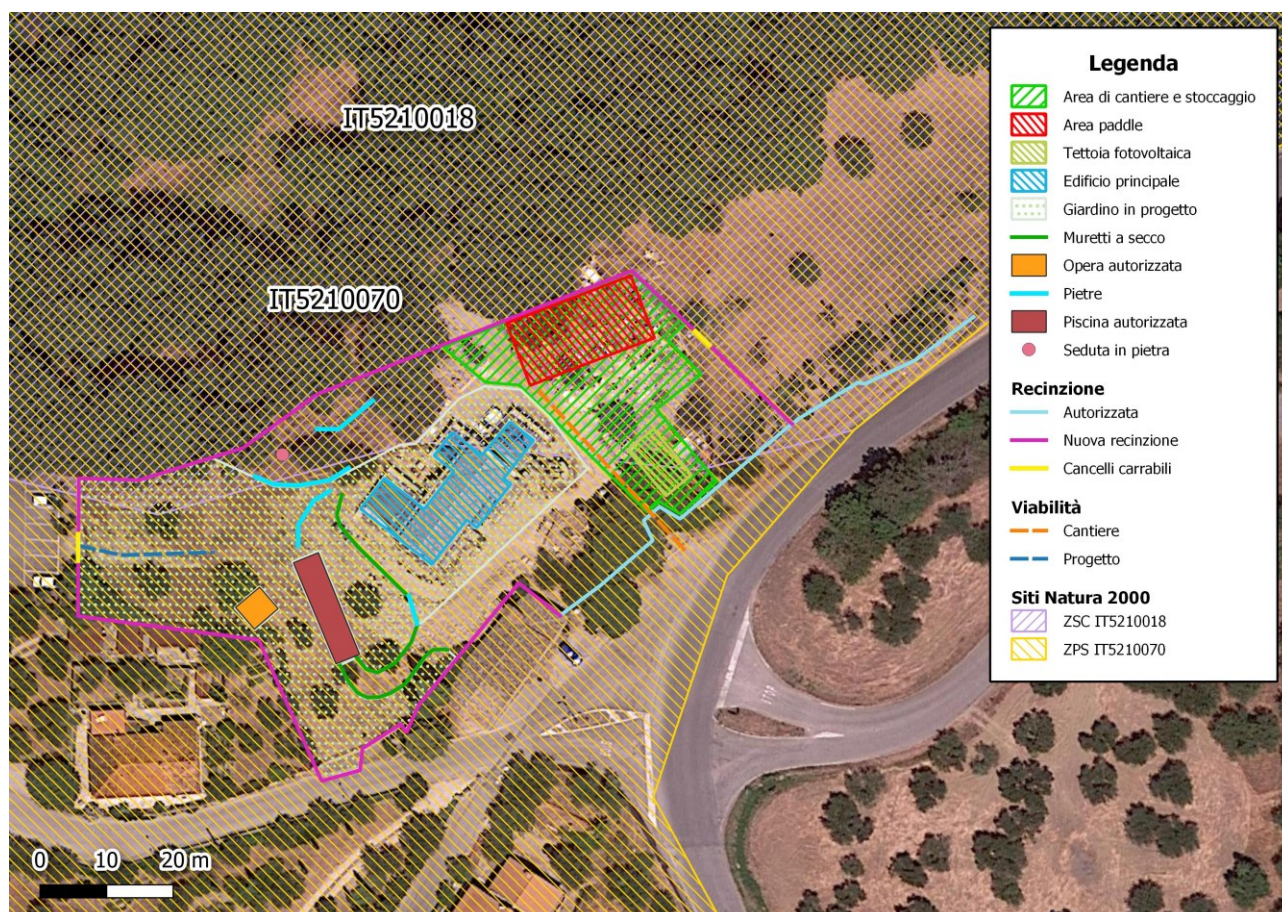 IT5210018
IT5210070
0 10 20 m
Legenda
Area di cantiere e stoccaggio
Area paddle
Tettoia fotovoltaica
Edificio principale
Giardino in progetto
Muretti a secco
Opera autorizzata
Pietre
Piscina autorizzata
Seduta in pietra
Recinzione
Autorizzata
Nuova recinzione
Cancelli carrabili
Viabilità
Cantiere
Progetto
Siti Natura 2000
ZSC IT5210018
ZPS IT5210070